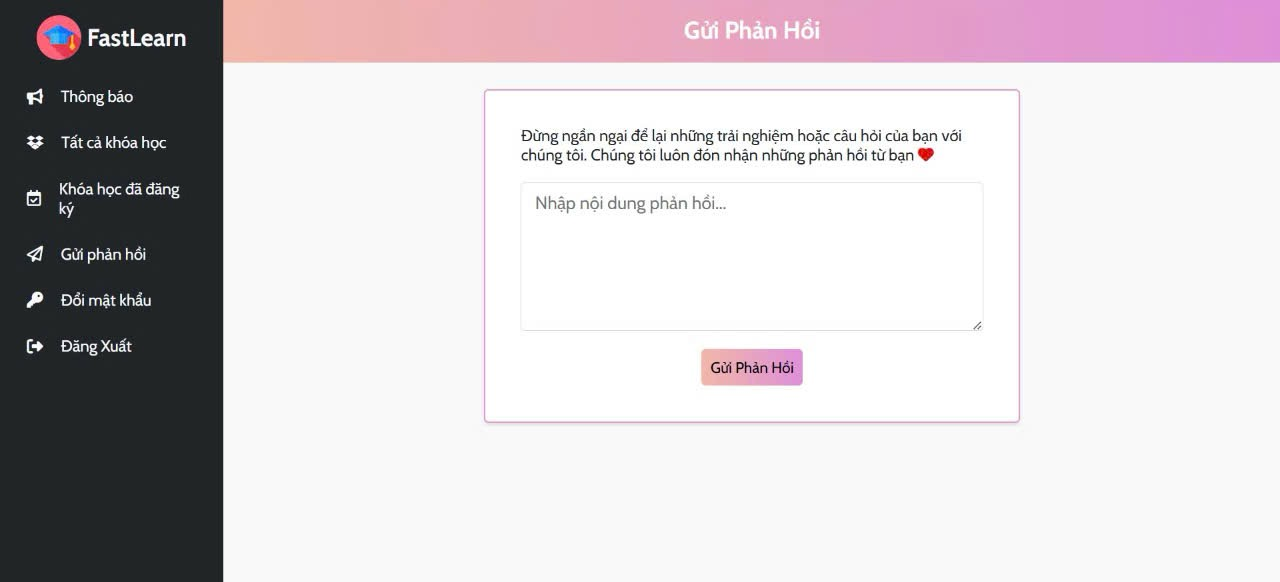 FastLearn
Thông báo
Tất cả khóa học
Khóa học đã đăng
ký
Gửi phản hồi
Đổi mật khẩu
Đăng Xuất
Gửi Phản Hồi
Đừng ngần ngại để lại những trải nghiệm hoặc câu hỏi của bạn với
chúng tôi. Chúng tôi luôn đón nhận những phản hồi từ bạn
Nhập nội dung phản hồi...
Gửi Phản Hồi